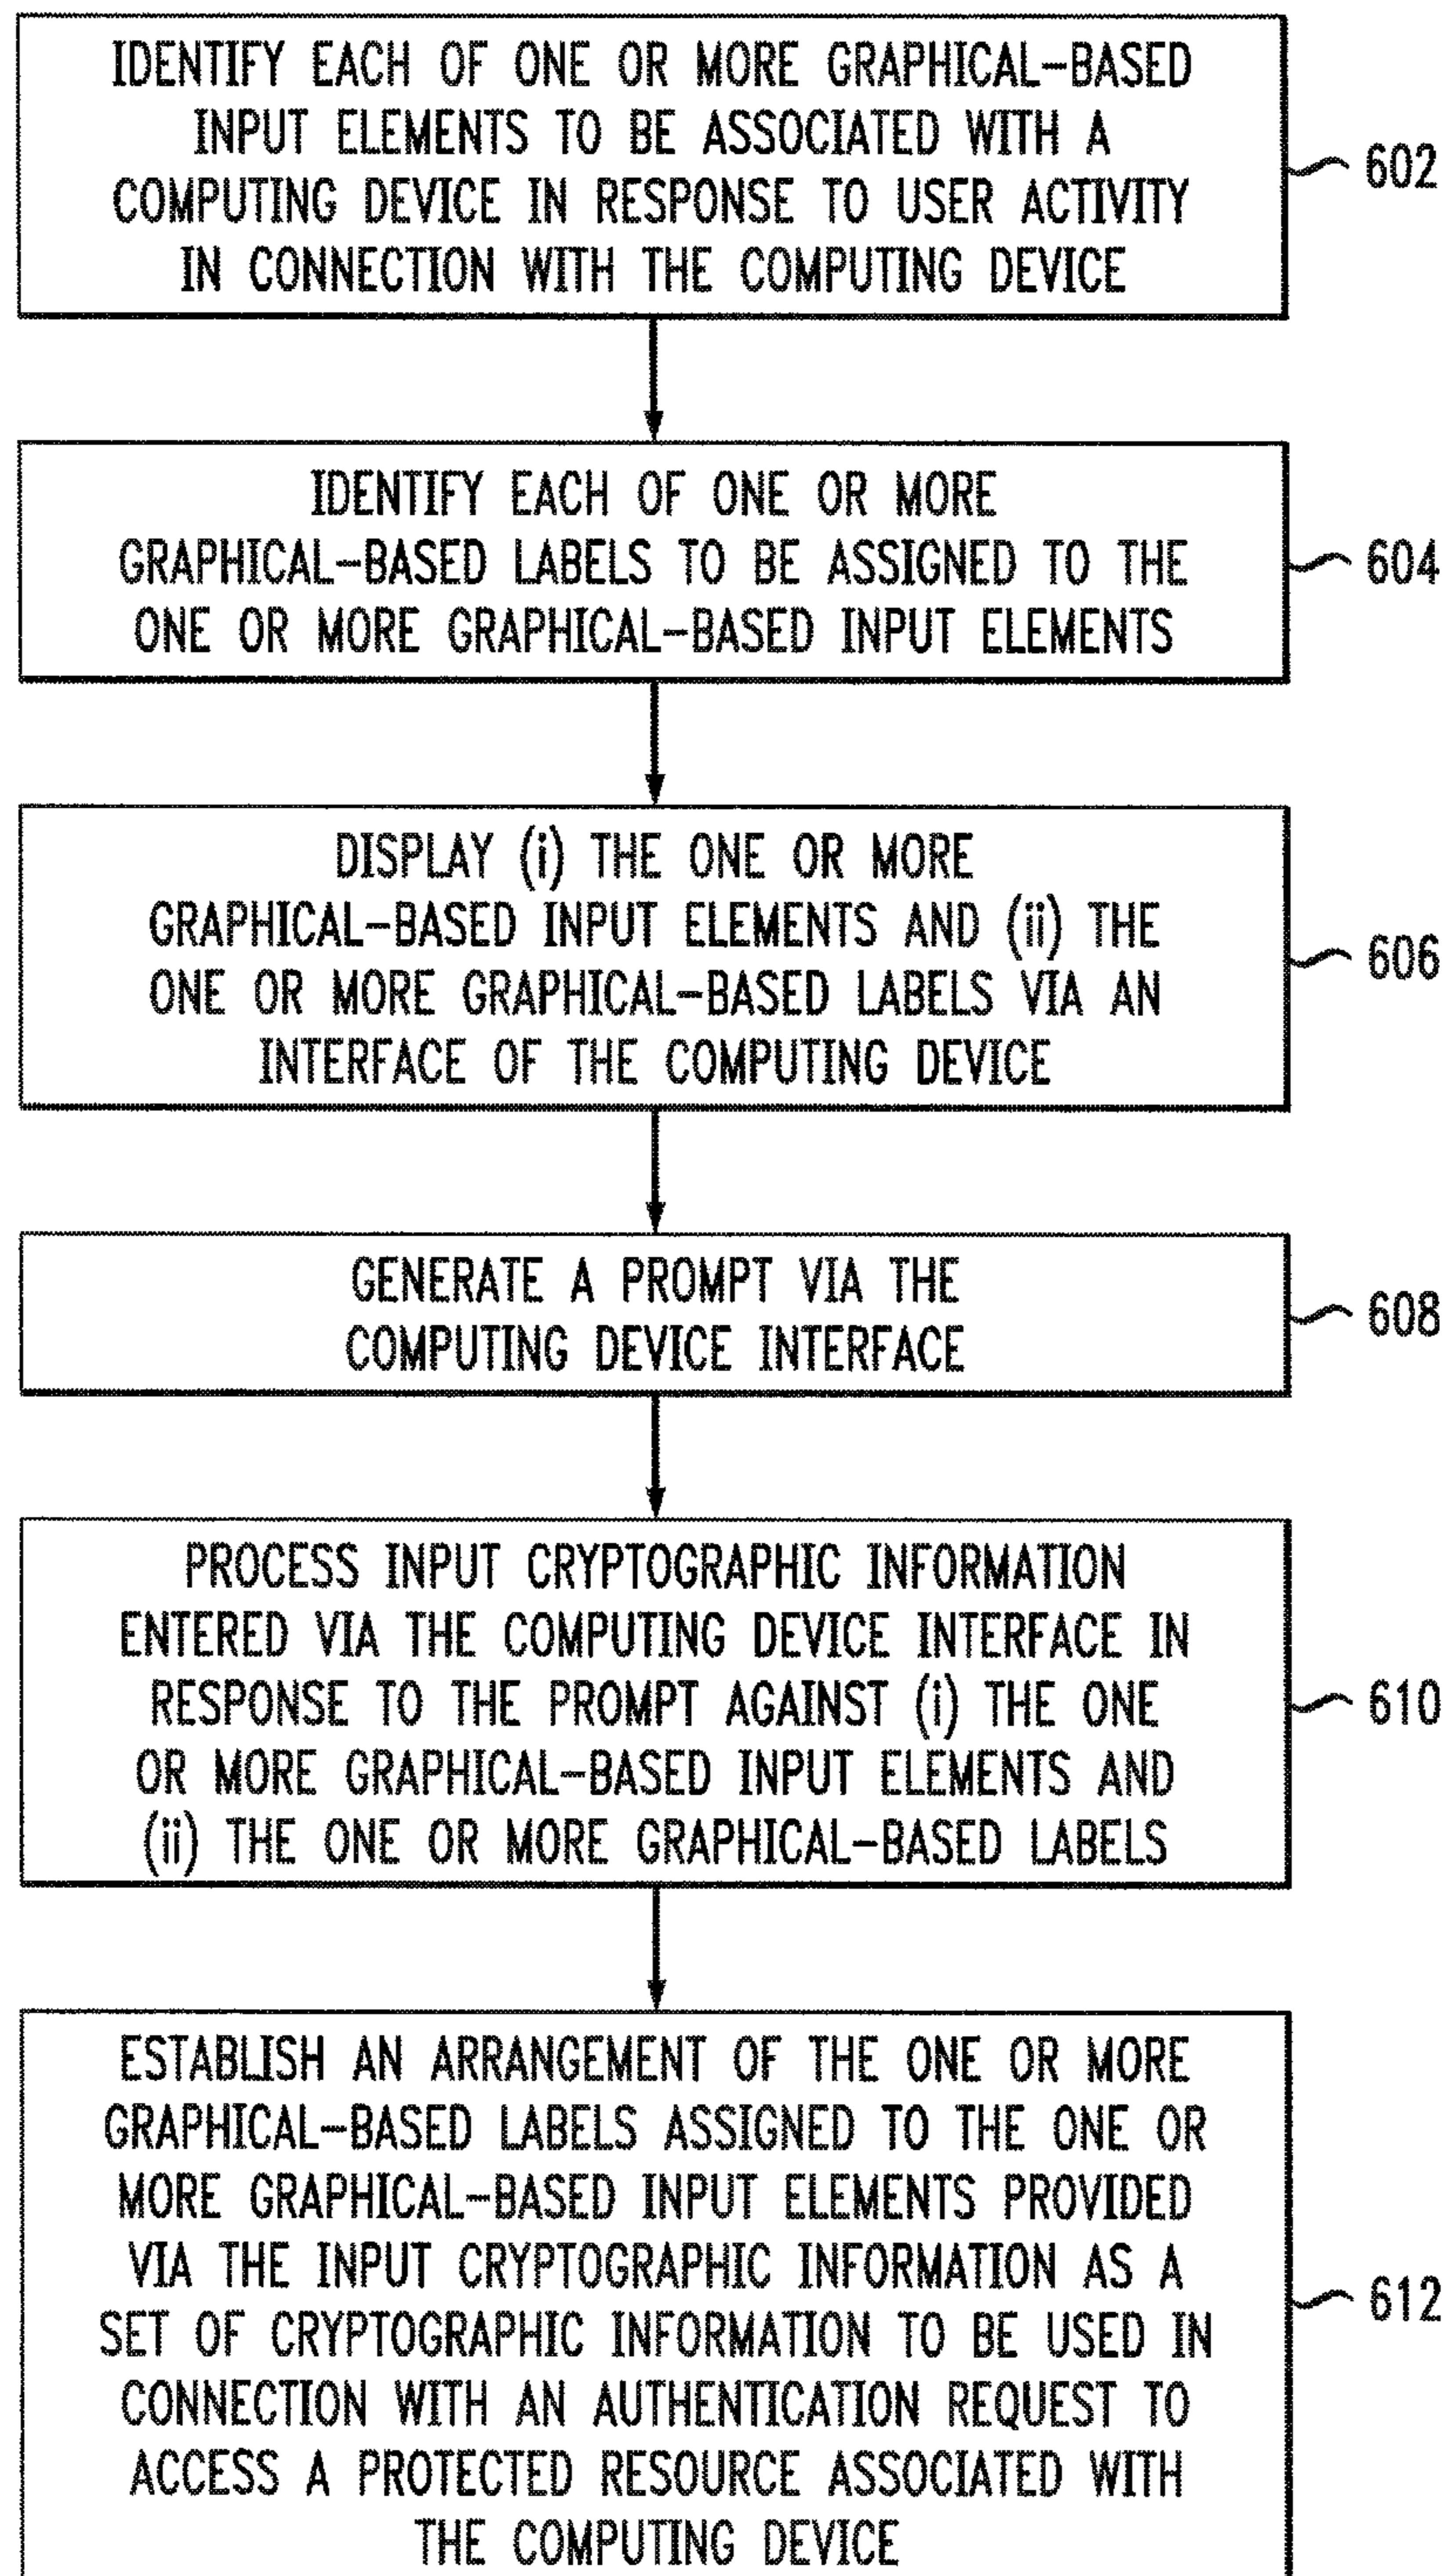 IDENTIFY EACH OF ONE OR MORE GRAPHICAL-BASED
INPUT ELEMENTS TO BE ASSOCIATED WITH A
COMPUTING DEVICE IN RESPONSE TO USER ACTIVITY
IN CONNECTION WITH THE COMPUTING DEVICE
602
IDENTIFY EACH OF ONE OR MORE
GRAPHICAL-BASED LABELS TO BE ASSIGNED TO THE
ONE OR MORE GRAPHICAL-BASED INPUT ELEMENTS
604
DISPLAY (i) THE ONE OR MORE
GRAPHICAL-BASED INPUT ELEMENTS AND (ii) THE
ONE OR MORE GRAPHICAL-BASED LABELS VIA AN
INTERFACE OF THE COMPUTING DEVICE
606
GENERATE A PROMPT VIA THE
COMPUTING DEVICE INTERFACE
608
PROCESS INPUT CRYPTOGRAPHIC INFORMATION
ENTERED VIA THE COMPUTING DEVICE INTERFACE IN
RESPONSE TO THE PROMPT AGAINST (i) THE ONE
OR MORE GRAPHICAL-BASED INPUT ELEMENTS AND
(ii) THE ONE OR MORE GRAPHICAL-BASED LABELS
610
ESTABLISH AN ARRANGEMENT OF THE ONE OR MORE
GRAPHICAL-BASED LABELS ASSIGNED TO THE ONE OR
MORE GRAPHICAL-BASED INPUT ELEMENTS PROVIDED
VIA THE INPUT CRYPTOGRAPHIC INFORMATION AS A
SET OF CRYPTOGRAPHIC INFORMATION TO BE USED IN
CONNECTION WITH AN AUTHENTICATION REQUEST TO
ACCESS A PROTECTED RESOURCE ASSOCIATED WITH
THE COMPUTING DEVICE
612